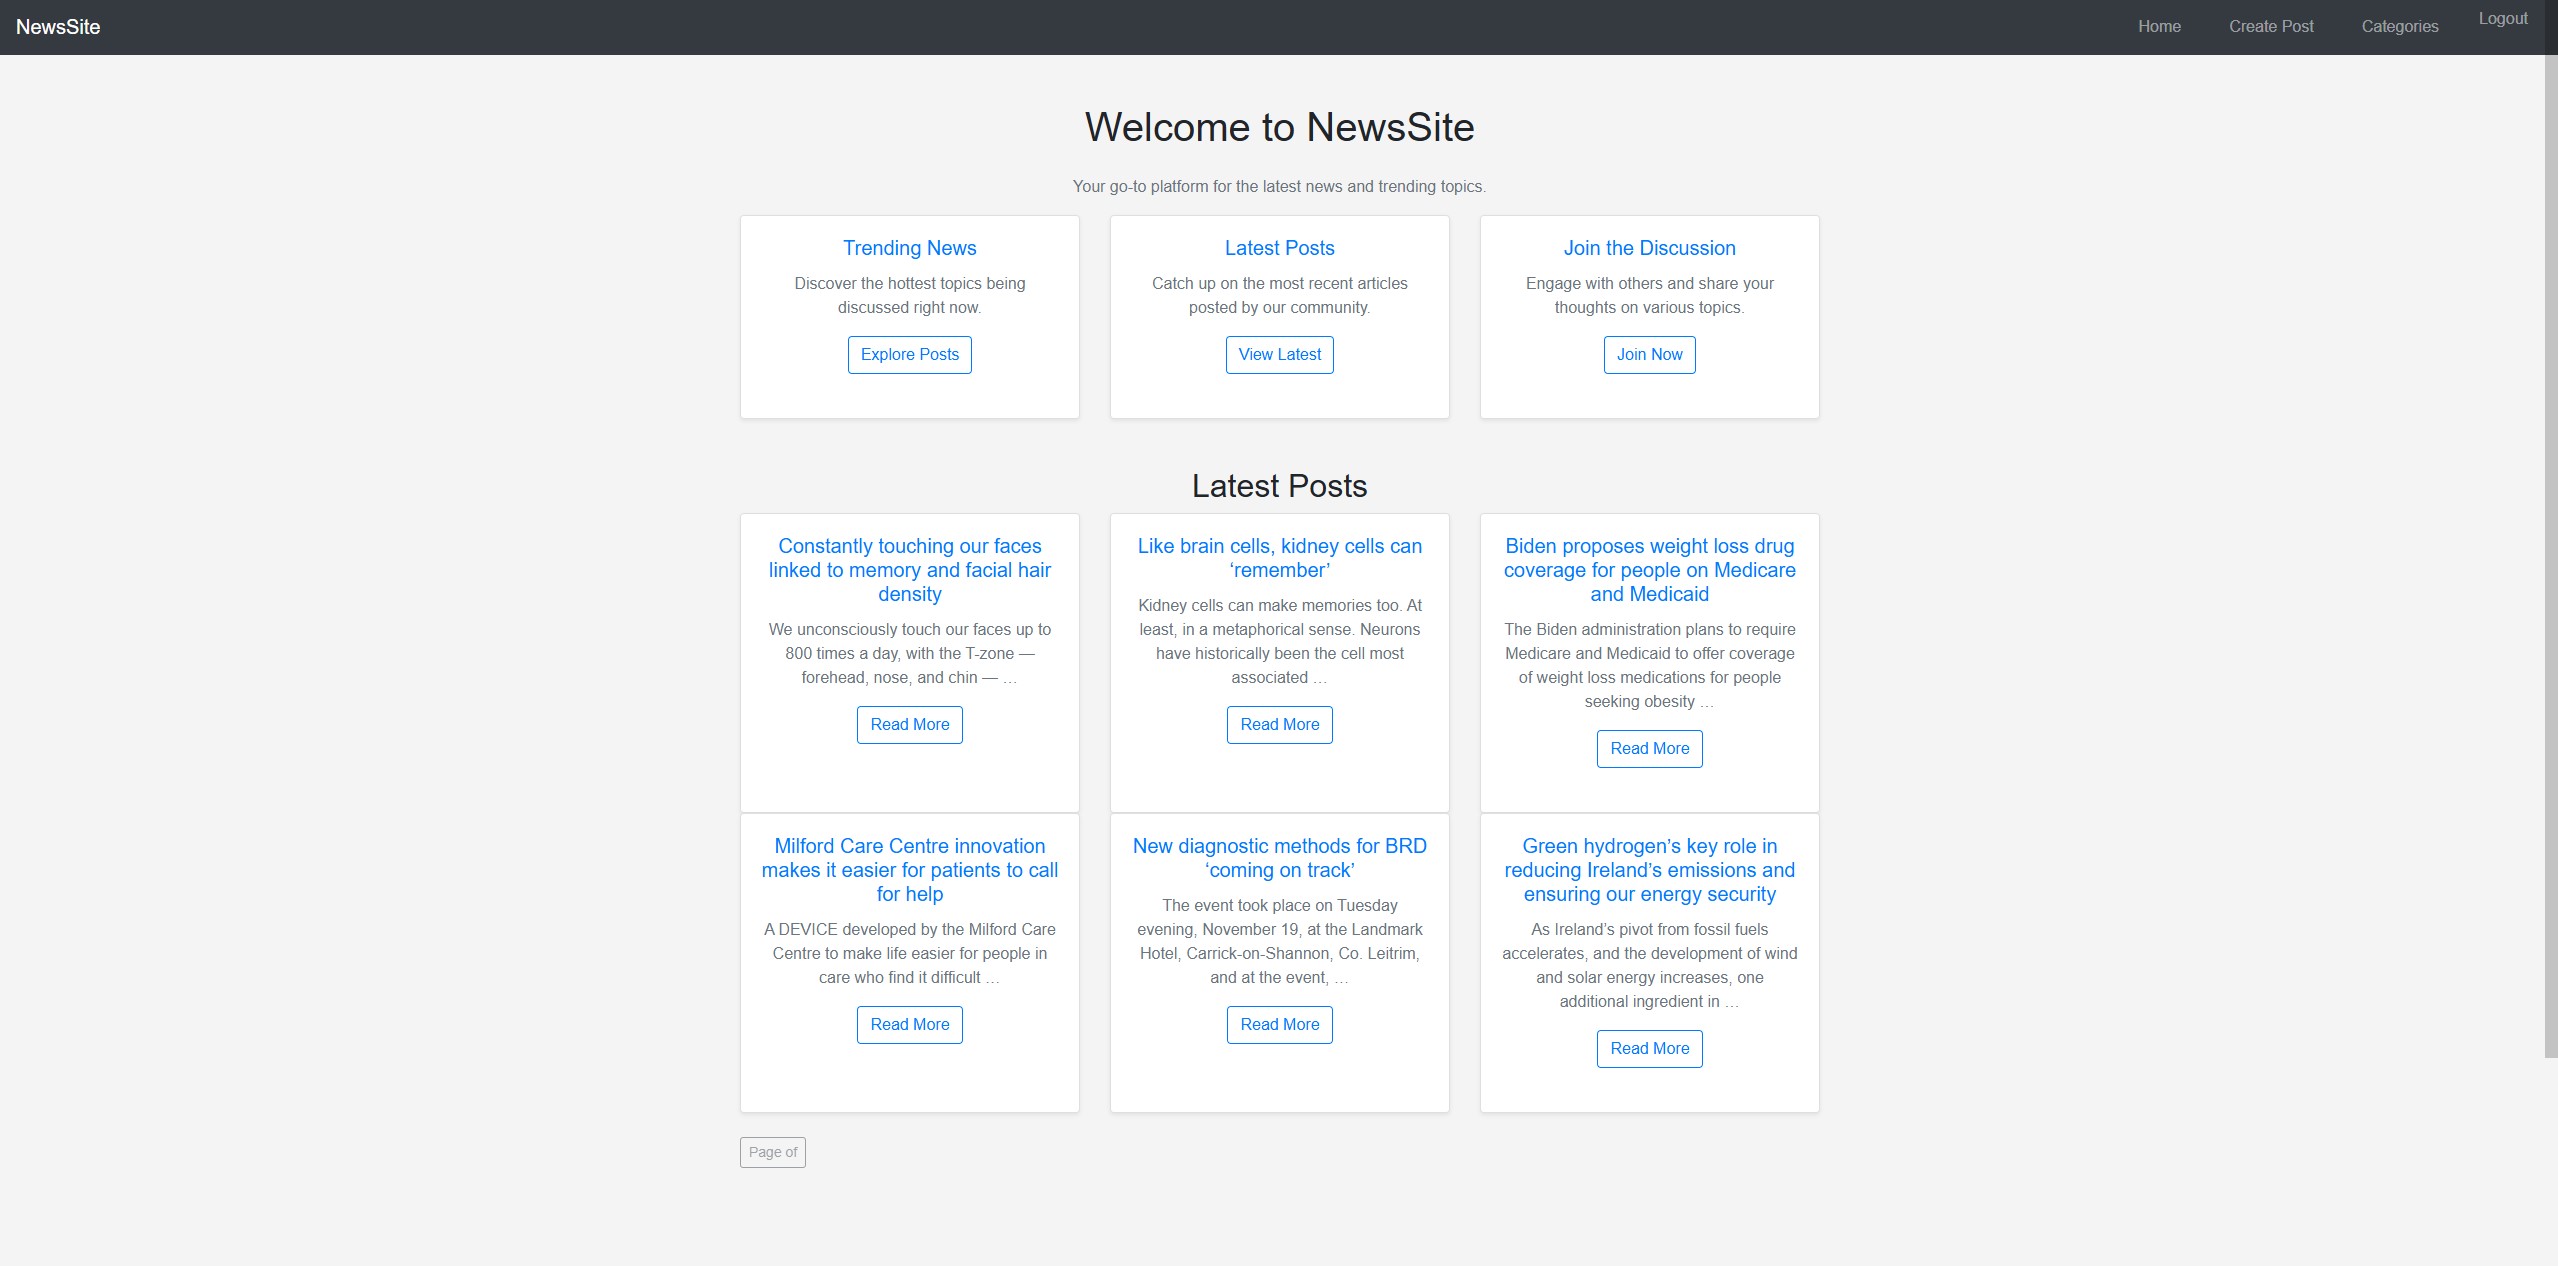 NewsSite
Home
Create Post
Categories
Logout
Welcome to NewsSite
Your go-to platform for the latest news and trending topics.
Trending News
Discover the hottest topics being
discussed right now.
Explore Posts
Latest Posts
Catch up on the most recent articles
posted by our community.
View Latest
Join the Discussion
Engage with others and share your
thoughts on various topics.
Join Now
Latest Posts
Constantly touching our faces
linked to memory and facial hair
density
We unconsciously touch our faces up to
800 times a day, with the T-zone —
forehead, nose, and chin — …
Read More
Like brain cells, kidney cells can
‘remember’
Kidney cells can make memories too. At
least, in a metaphorical sense. Neurons
have historically been the cell most
associated …
Read More
Biden proposes weight loss drug
coverage for people on Medicare
and Medicaid
The Biden administration plans to require
Medicare and Medicaid to offer coverage
of weight loss medications for people
seeking obesity …
Read More
Milford Care Centre innovation
makes it easier for patients to call
for help
A DEVICE developed by the Milford Care
Centre to make life easier for people in
care who find it difficult …
Read More
New diagnostic methods for BRD
‘coming on track’
The event took place on Tuesday
evening, November 19, at the Landmark
Hotel, Carrick-on-Shannon, Co. Leitrim,
and at the event, …
Read More
Green hydrogen’s key role in
reducing Ireland’s emissions and
ensuring our energy security
As Ireland’s pivot from fossil fuels
accelerates, and the development of wind
and solar energy increases, one
additional ingredient in …
Read More
Page of